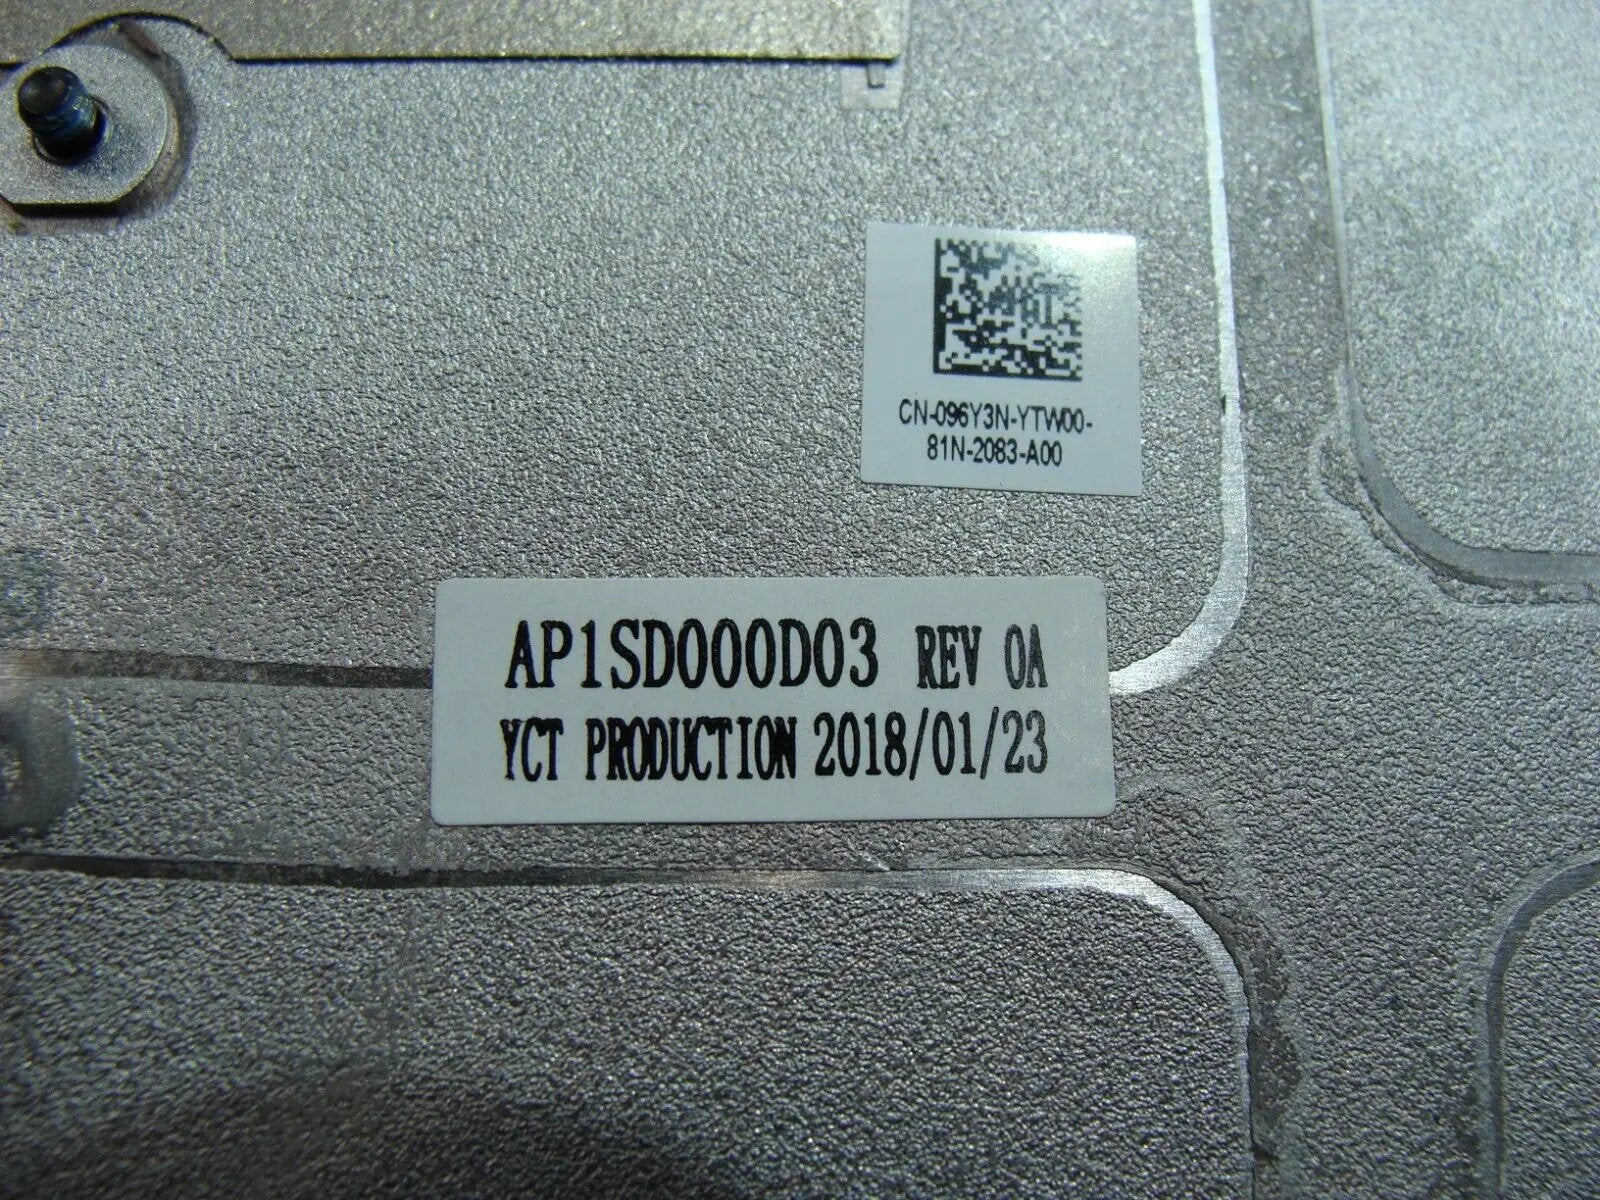 CN-096Y3N-YTW00-
81N-2083-A00
AP1SD000D03 REV 0A
YCT PRODUCTION 2018/01/23